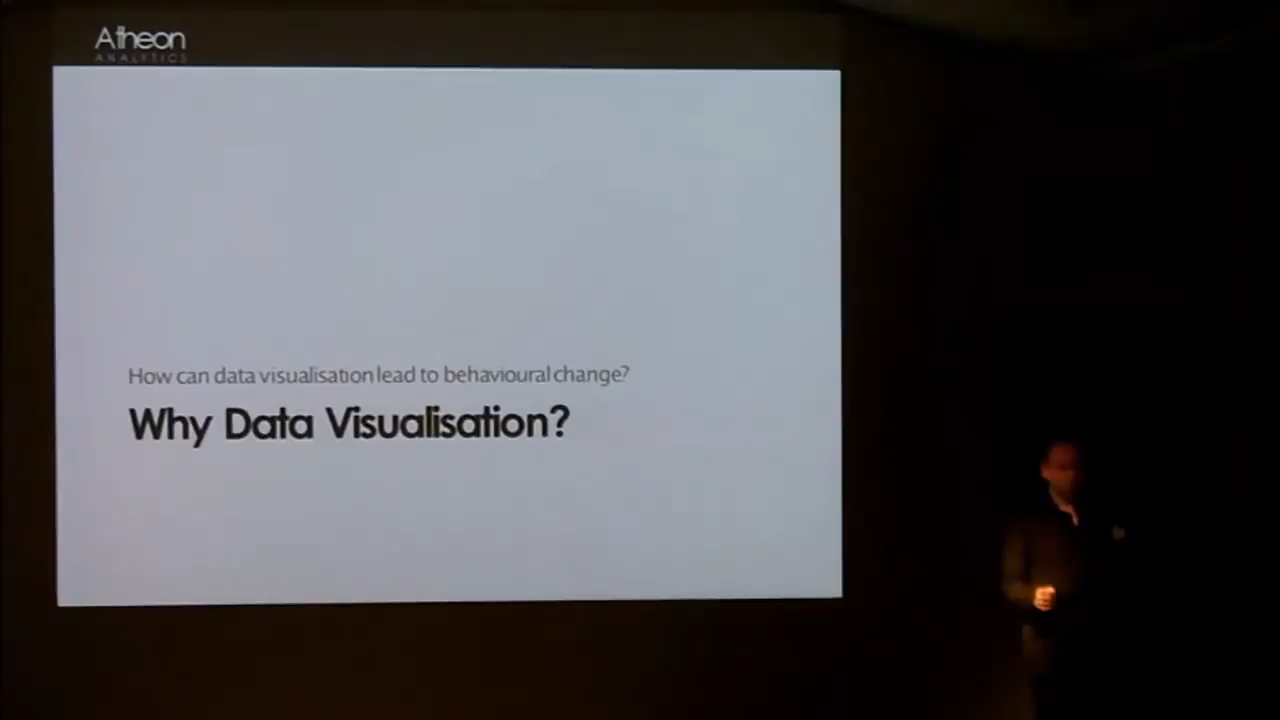 Atheon
ANALYTICS
How can data visualisation lead to behavioural change?
Why Data Visualisation?